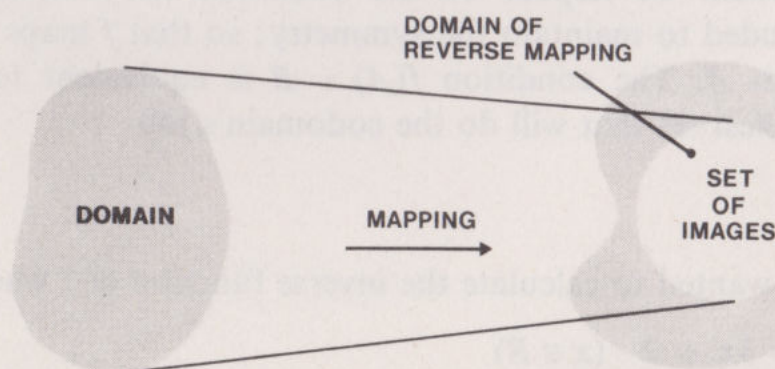 DOMAIN OF
REVERSE MAPPING
DOMAIN
MAPPING
SET
OF
IMAGES